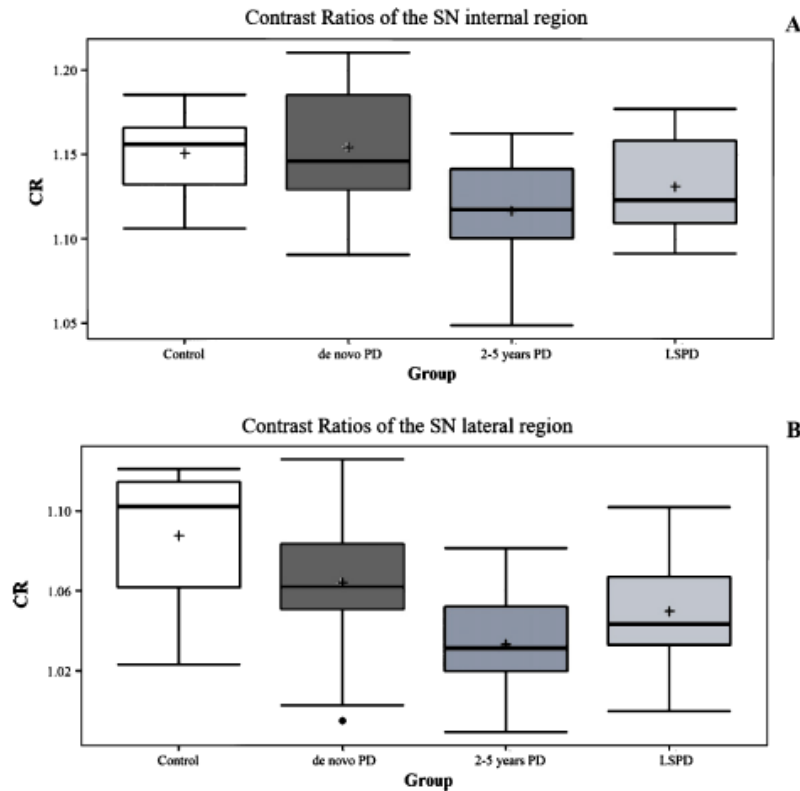 Contrast Ratios of the SN internal region
A
1.20
1.15
1.10
1.05
CR
Control
de novo PD
2-5 years PD
LSPD
Group
Contrast Ratios of the SN lateral region
B
1.10
1.06
1.02
CR
Control
de novo PD
2-5 years PD
LSPD
Group